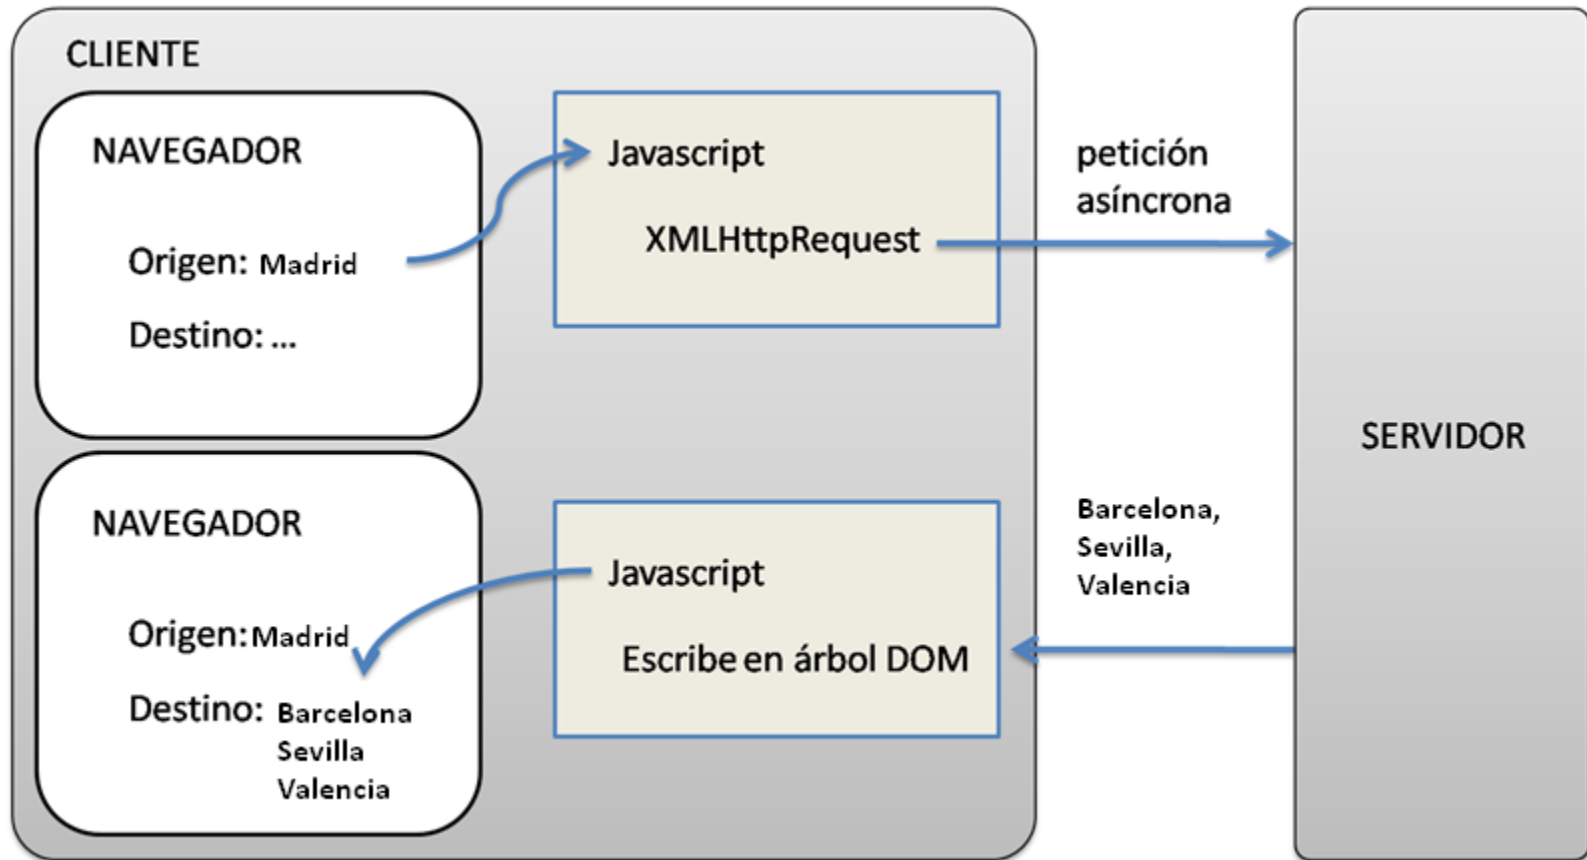 CLIENTE
NAVEGADOR
Origen: Madrid
Destino: ...
Javascript
XMLHttpRequest
petición
asíncrona
SERVIDOR
NAVEGADOR
Origen: Madrid
Destino: Barcelona
Sevilla
Valencia
Javascript
Escribe en árbol DOM
Barcelona,
Sevilla,
Valencia